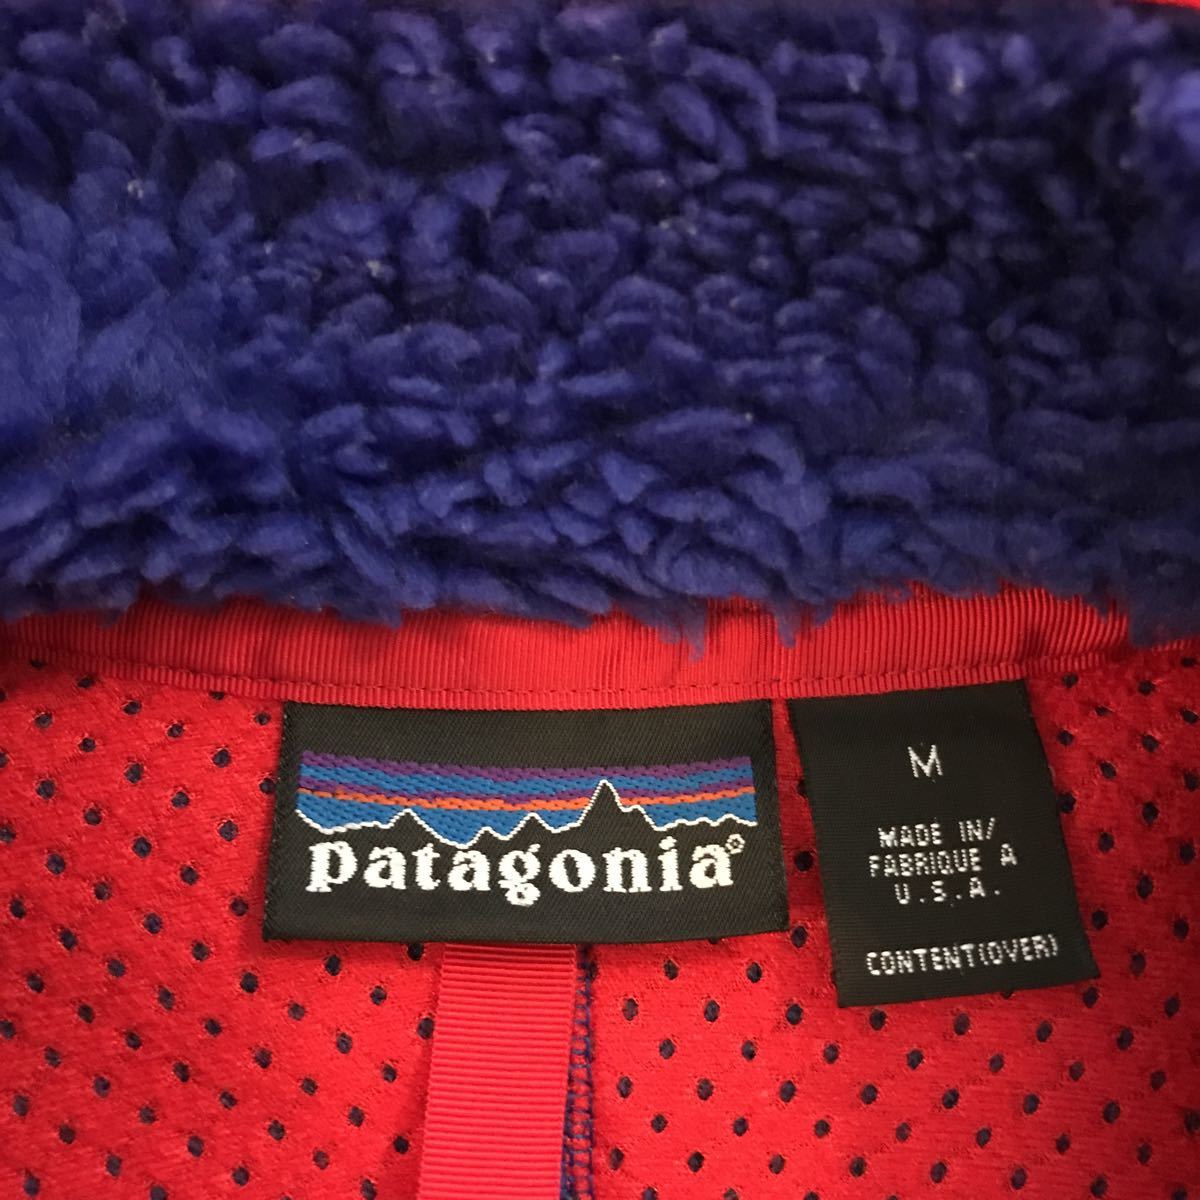 patagonia®
M
MADE IN/
FABRIQUE A
U.S.A.
CONTENT(OVER)